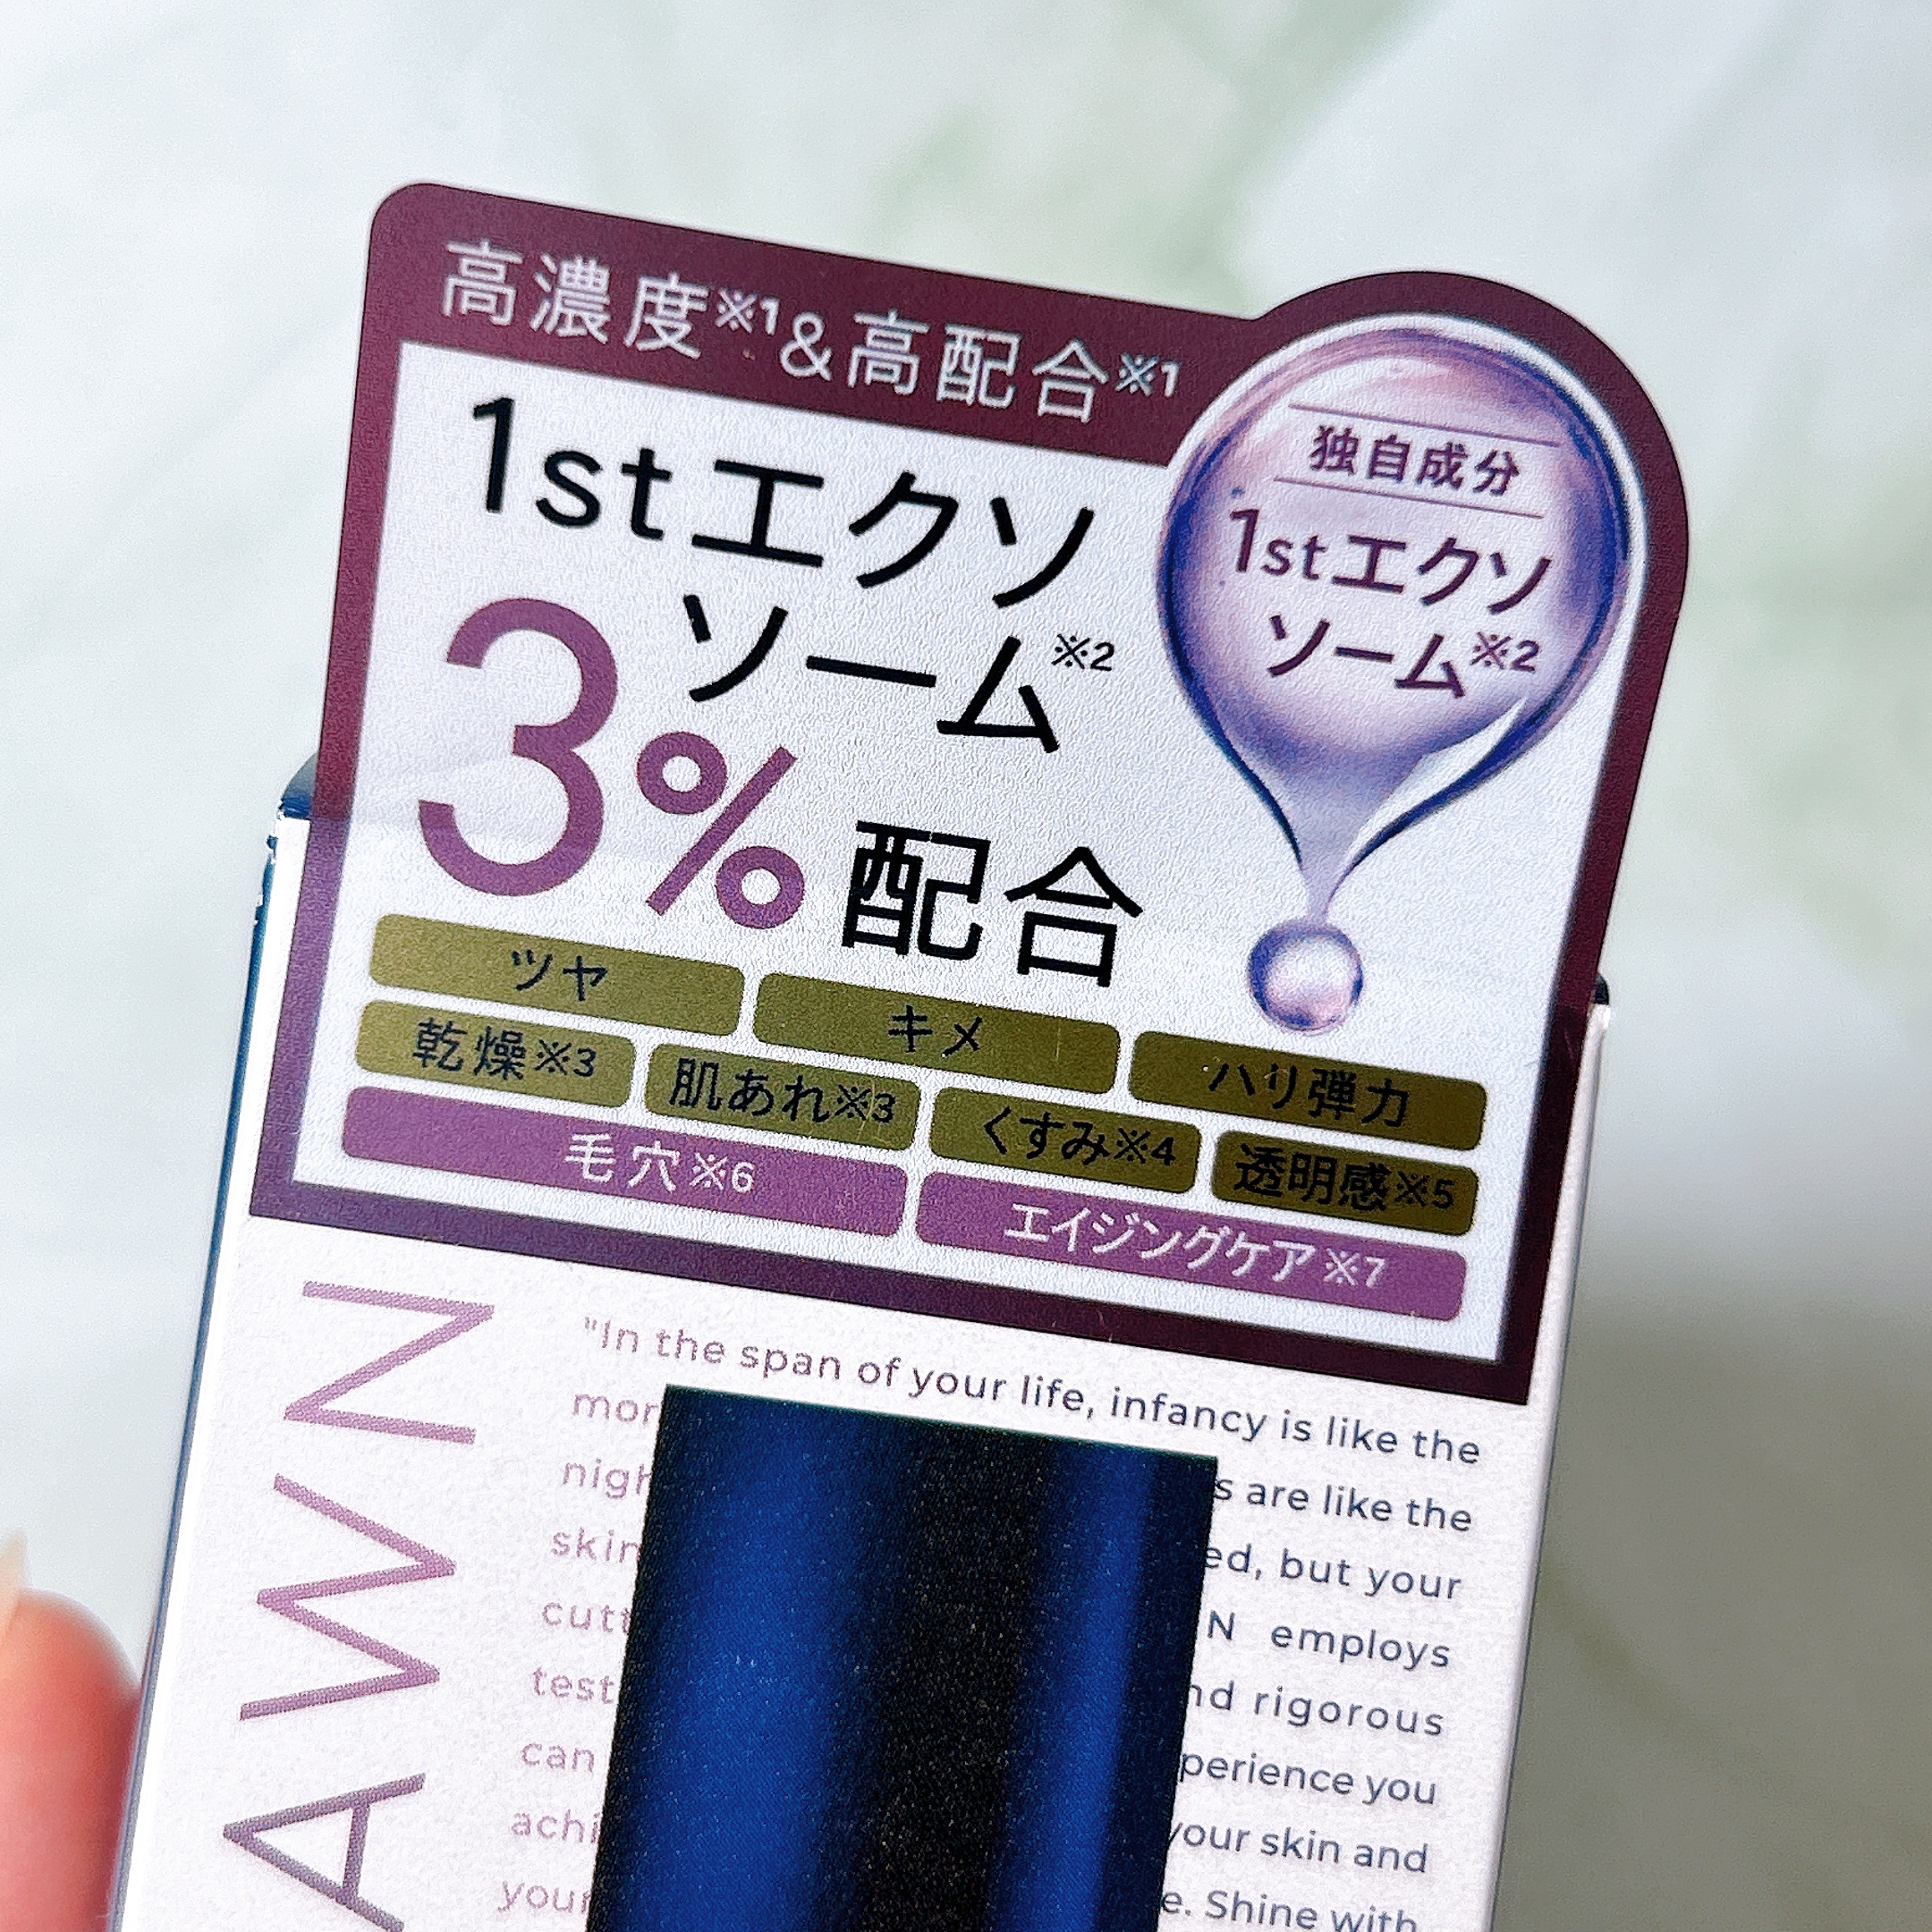 高濃度※1&高配合※1
1stエクソ
ソーム※2
3%配合
独自成分
1stエクソ
ソーム※2
ツヤ キメ ハリ弾力
乾燥※3 肌あれ※3 くすみ※4 透明感※5
毛穴※6 エイジングケア※7
AWN
"In the span of your life, infancy is like the
are like the
but your
employs
rigorous
can you
your skin and
Shine with